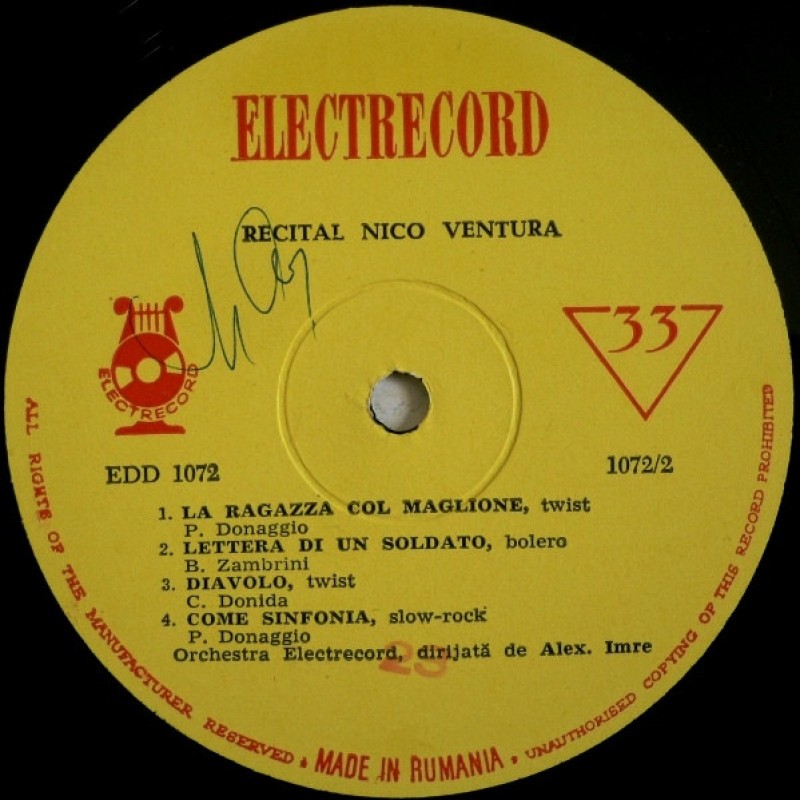 ELECTRECORD
RECITAL NICO VENTURA
33
ELECTRECORD
EDD 1072
1072/2
1. LA RAGAZZA COL MAGLIONE, twist
P. Donaggio
2. LETTERA DI UN SOLDATO, bolero
B. Zambrini
3. DIAVOLO, twist
C. Donida
4. COME SINFONIA, slow-rock
P. Donaggio
Orchestra Electrecord, dirijată de Alex. Imre
23
ALL RIGHTS OF THE MANUFACTURER RESERVED • MADE IN RUMANIA • UNAUTHORISED COPYING OF THIS RECORD PROHIBITED